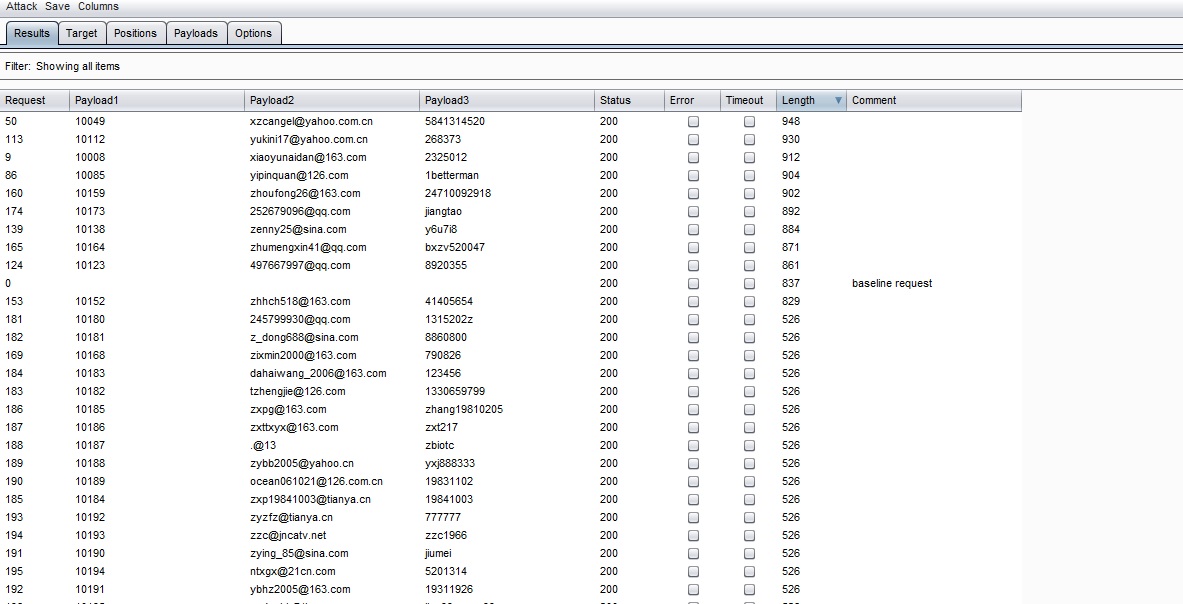 Attack Save Columns
Results Target Positions Payloads Options
Filter: Showing all items
Request Payload1 Payload2 Payload3 Status Error Timeout Length Comment
50 10049 xzcangel@yahoo.com.cn 5841314520 200 948
113 10112 yukini17@yahoo.com.cn 268373 200 930
9 10008 xiaoyunaidan@163.com 2325012 200 912
86 10085 yipinquan@126.com 1betterman 200 904
160 10159 zhoufong26@163.com 24710092918 200 902
174 10173 252679096@qq.com jiangtao 200 892
139 10138 zenny25@sina.com y6u7i8 200 884
165 10164 zhumengxin41@qq.com bxzv520047 200 871
124 10123 497667997@qq.com 8920355 200 861
0 200 837 baseline request
153 10152 zhhch518@163.com 41405654 200 829
181 10180 245799930@qq.com 1315202z 200 526
182 10181 z_dong688@sina.com 8860800 200 526
169 10168 zixmin2000@163.com 790826 200 526
184 10183 dahaiwang_2006@163.com 123456 200 526
183 10182 tzhengjie@126.com 1330659799 200 526
186 10185 zxpg@163.com zhang19810205 200 526
187 10186 zxttxyx@163.com zxt217 200 526
188 10187 .@13 zbiotc 200 526
189 10188 zybb2005@yahoo.cn yxj888333 200 526
190 10189 ocean061021@126.com.cn 19831102 200 526
185 10184 zxp19841003@tianya.cn 19841003 200 526
193 10192 zyzfz@tianya.cn 777777 200 526
194 10193 zzc@jncatv.net zzc1966 200 526
191 10190 zying_85@sina.com jiumei 200 526
195 10194 ntxgx@21cn.com 5201314 200 526
192 10191 ybhz2005@163.com 19311926 200 526